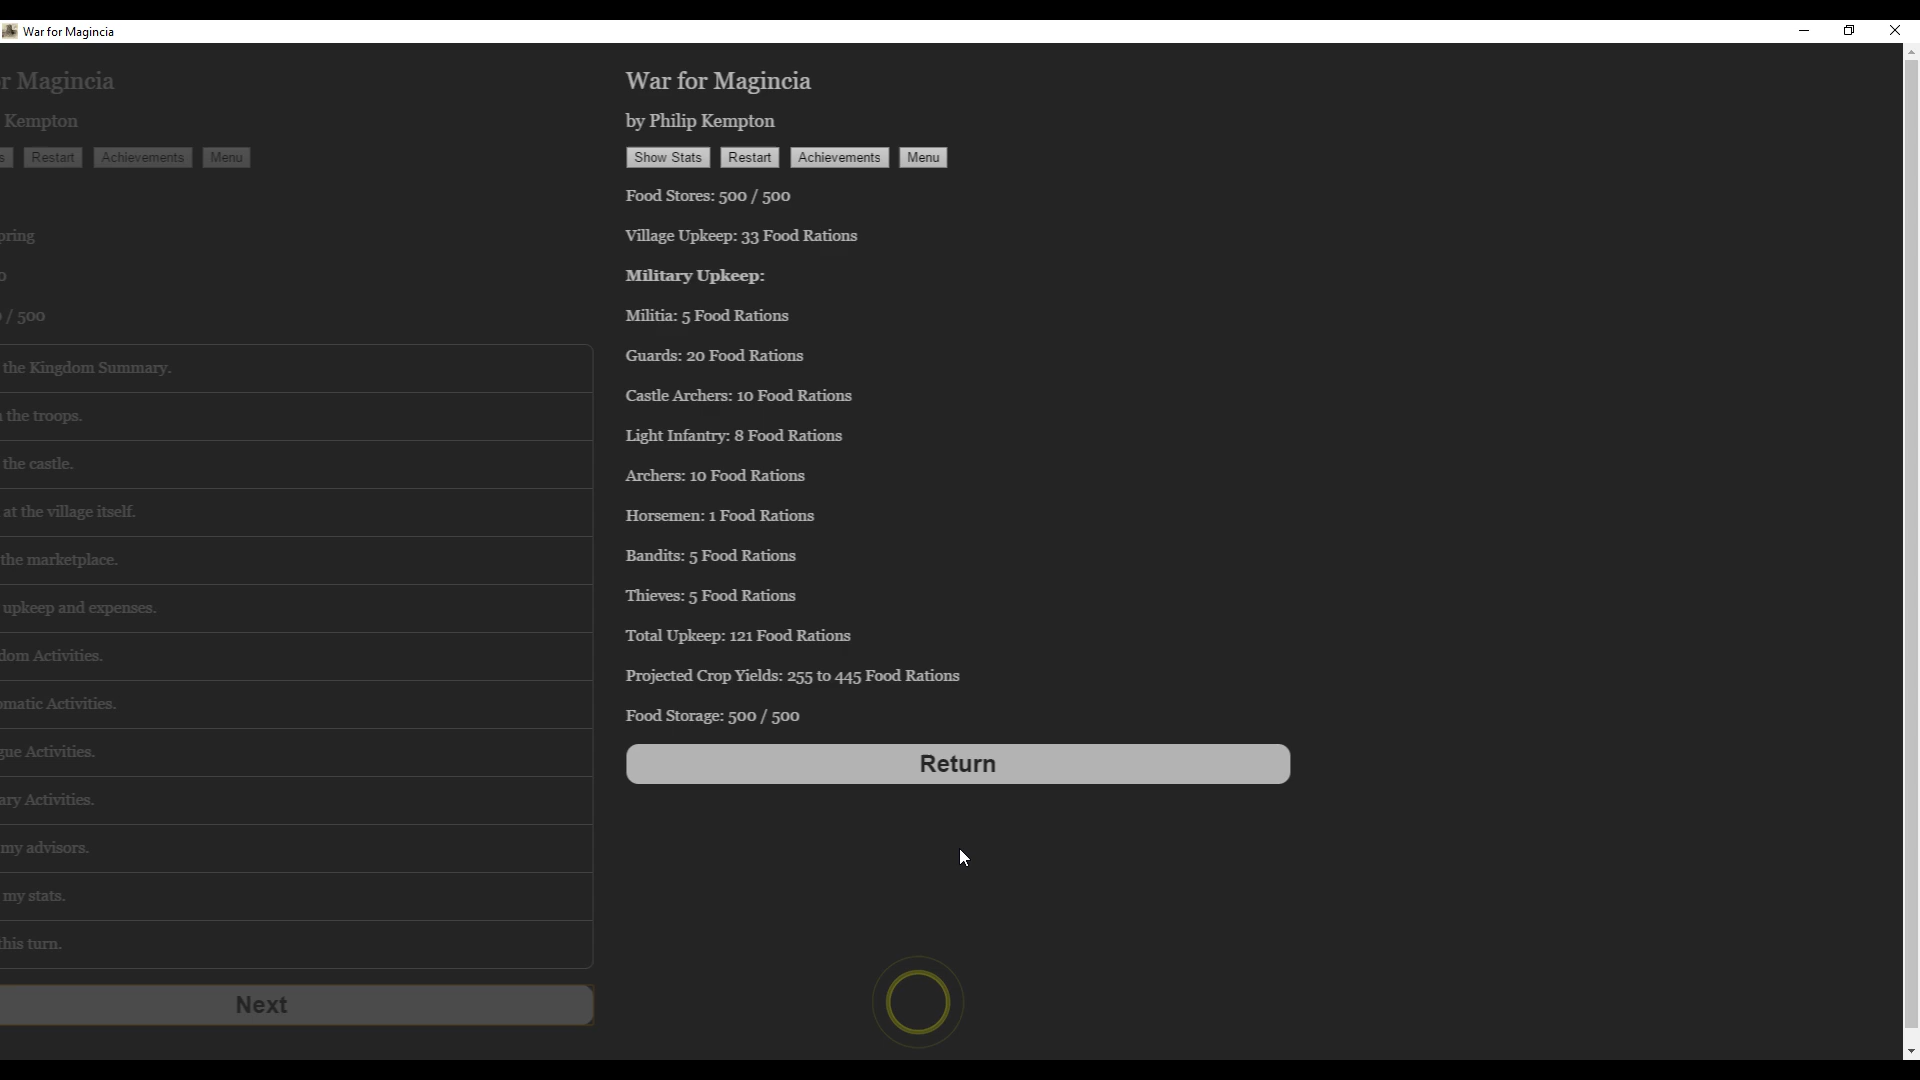 War for Magincia
r Magincia
Kempton
s Restart Achievements Menu
pring
0
/ 500
the Kingdom Summary.
the troops.
the castle.
at the village itself.
the marketplace.
upkeep and expenses.
dom Activities.
omatic Activities.
gue Activities.
ary Activities.
my advisors.
my stats.
this turn.
Next
War for Magincia
by Philip Kempton
Show Stats Restart Achievements Menu
Food Stores: 500 / 500
Village Upkeep: 33 Food Rations
Military Upkeep:
Militia: 5 Food Rations
Guards: 20 Food Rations
Castle Archers: 10 Food Rations
Light Infantry: 8 Food Rations
Archers: 10 Food Rations
Horsemen: 1 Food Rations
Bandits: 5 Food Rations
Thieves: 5 Food Rations
Total Upkeep: 121 Food Rations
Projected Crop Yields: 255 to 445 Food Rations
Food Storage: 500 / 500
Return